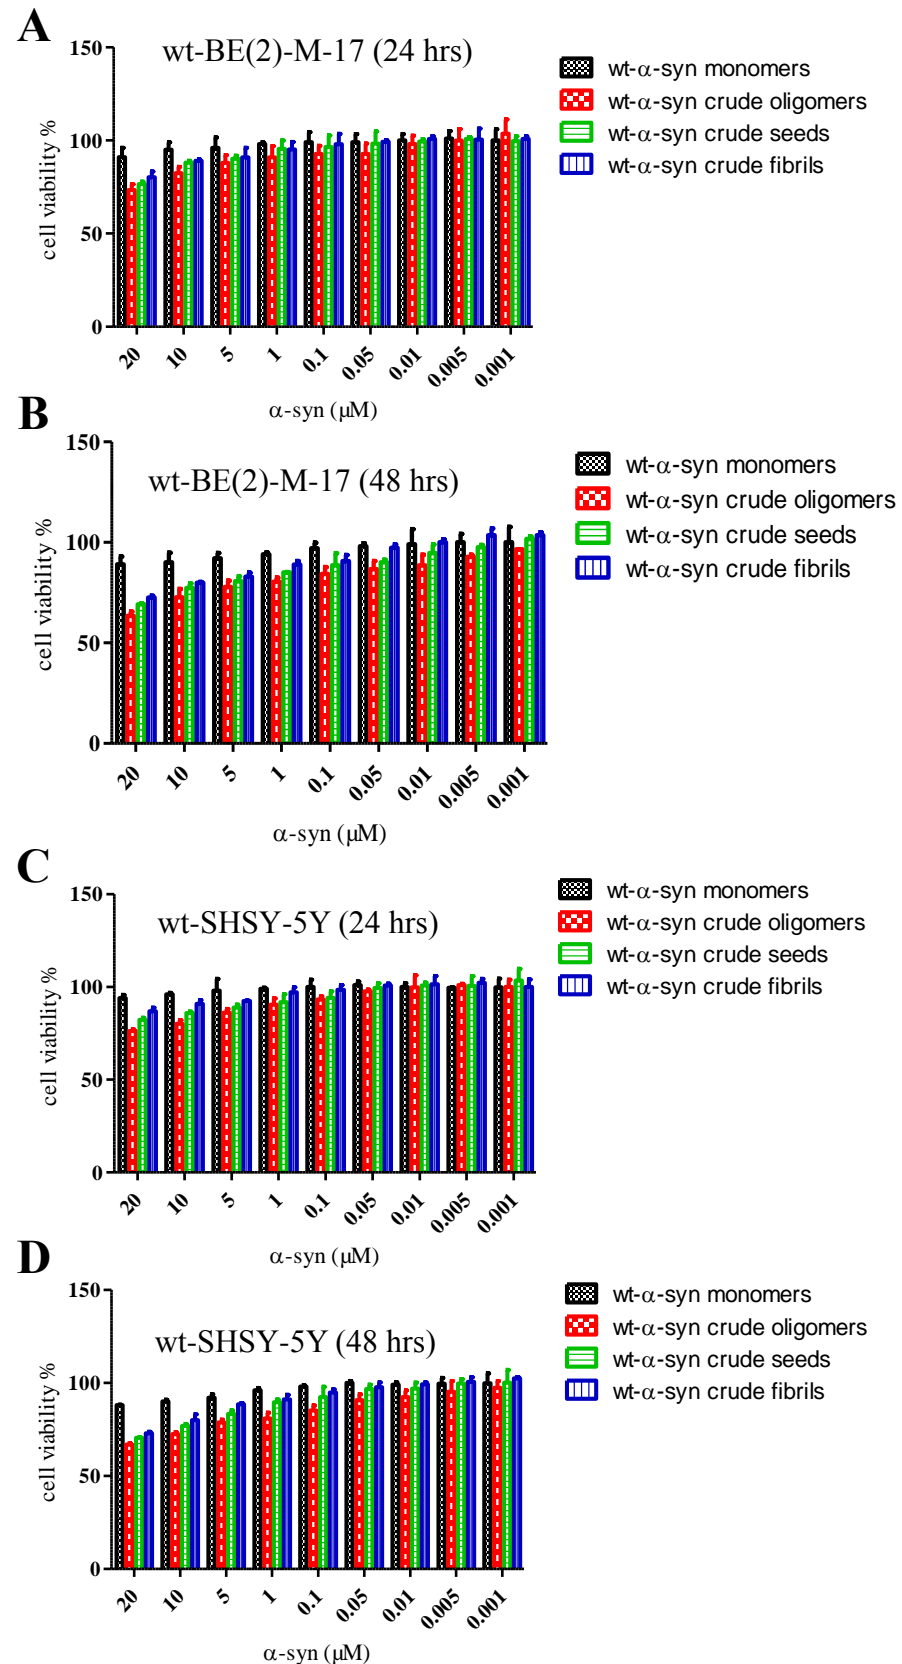 A
wt-BE(2)-M-17 (24 hrs)
cell viability %
150
100
50
0
20 10 5 1 0.1 0.05 0.01 0.005 0.001
α-syn (µM)
wt-α-syn monomers
wt-α-syn crude oligomers
wt-α-syn crude seeds
wt-α-syn crude fibrils
B
wt-BE(2)-M-17 (48 hrs)
cell viability %
150
100
50
0
20 10 5 1 0.1 0.05 0.01 0.005 0.001
α-syn (µM)
wt-α-syn monomers
wt-α-syn crude oligomers
wt-α-syn crude seeds
wt-α-syn crude fibrils
C
wt-SHSY-5Y (24 hrs)
cell viability %
150
100
50
0
20 10 5 1 0.1 0.05 0.01 0.005 0.001
α-syn (µM)
wt-α-syn monomers
wt-α-syn crude oligomers
wt-α-syn crude seeds
wt-α-syn crude fibrils
D
wt-SHSY-5Y (48 hrs)
cell viability %
150
100
50
0
20 10 5 1 0.1 0.05 0.01 0.005 0.001
α-syn (µM)
wt-α-syn monomers
wt-α-syn crude oligomers
wt-α-syn crude seeds
wt-α-syn crude fibrils